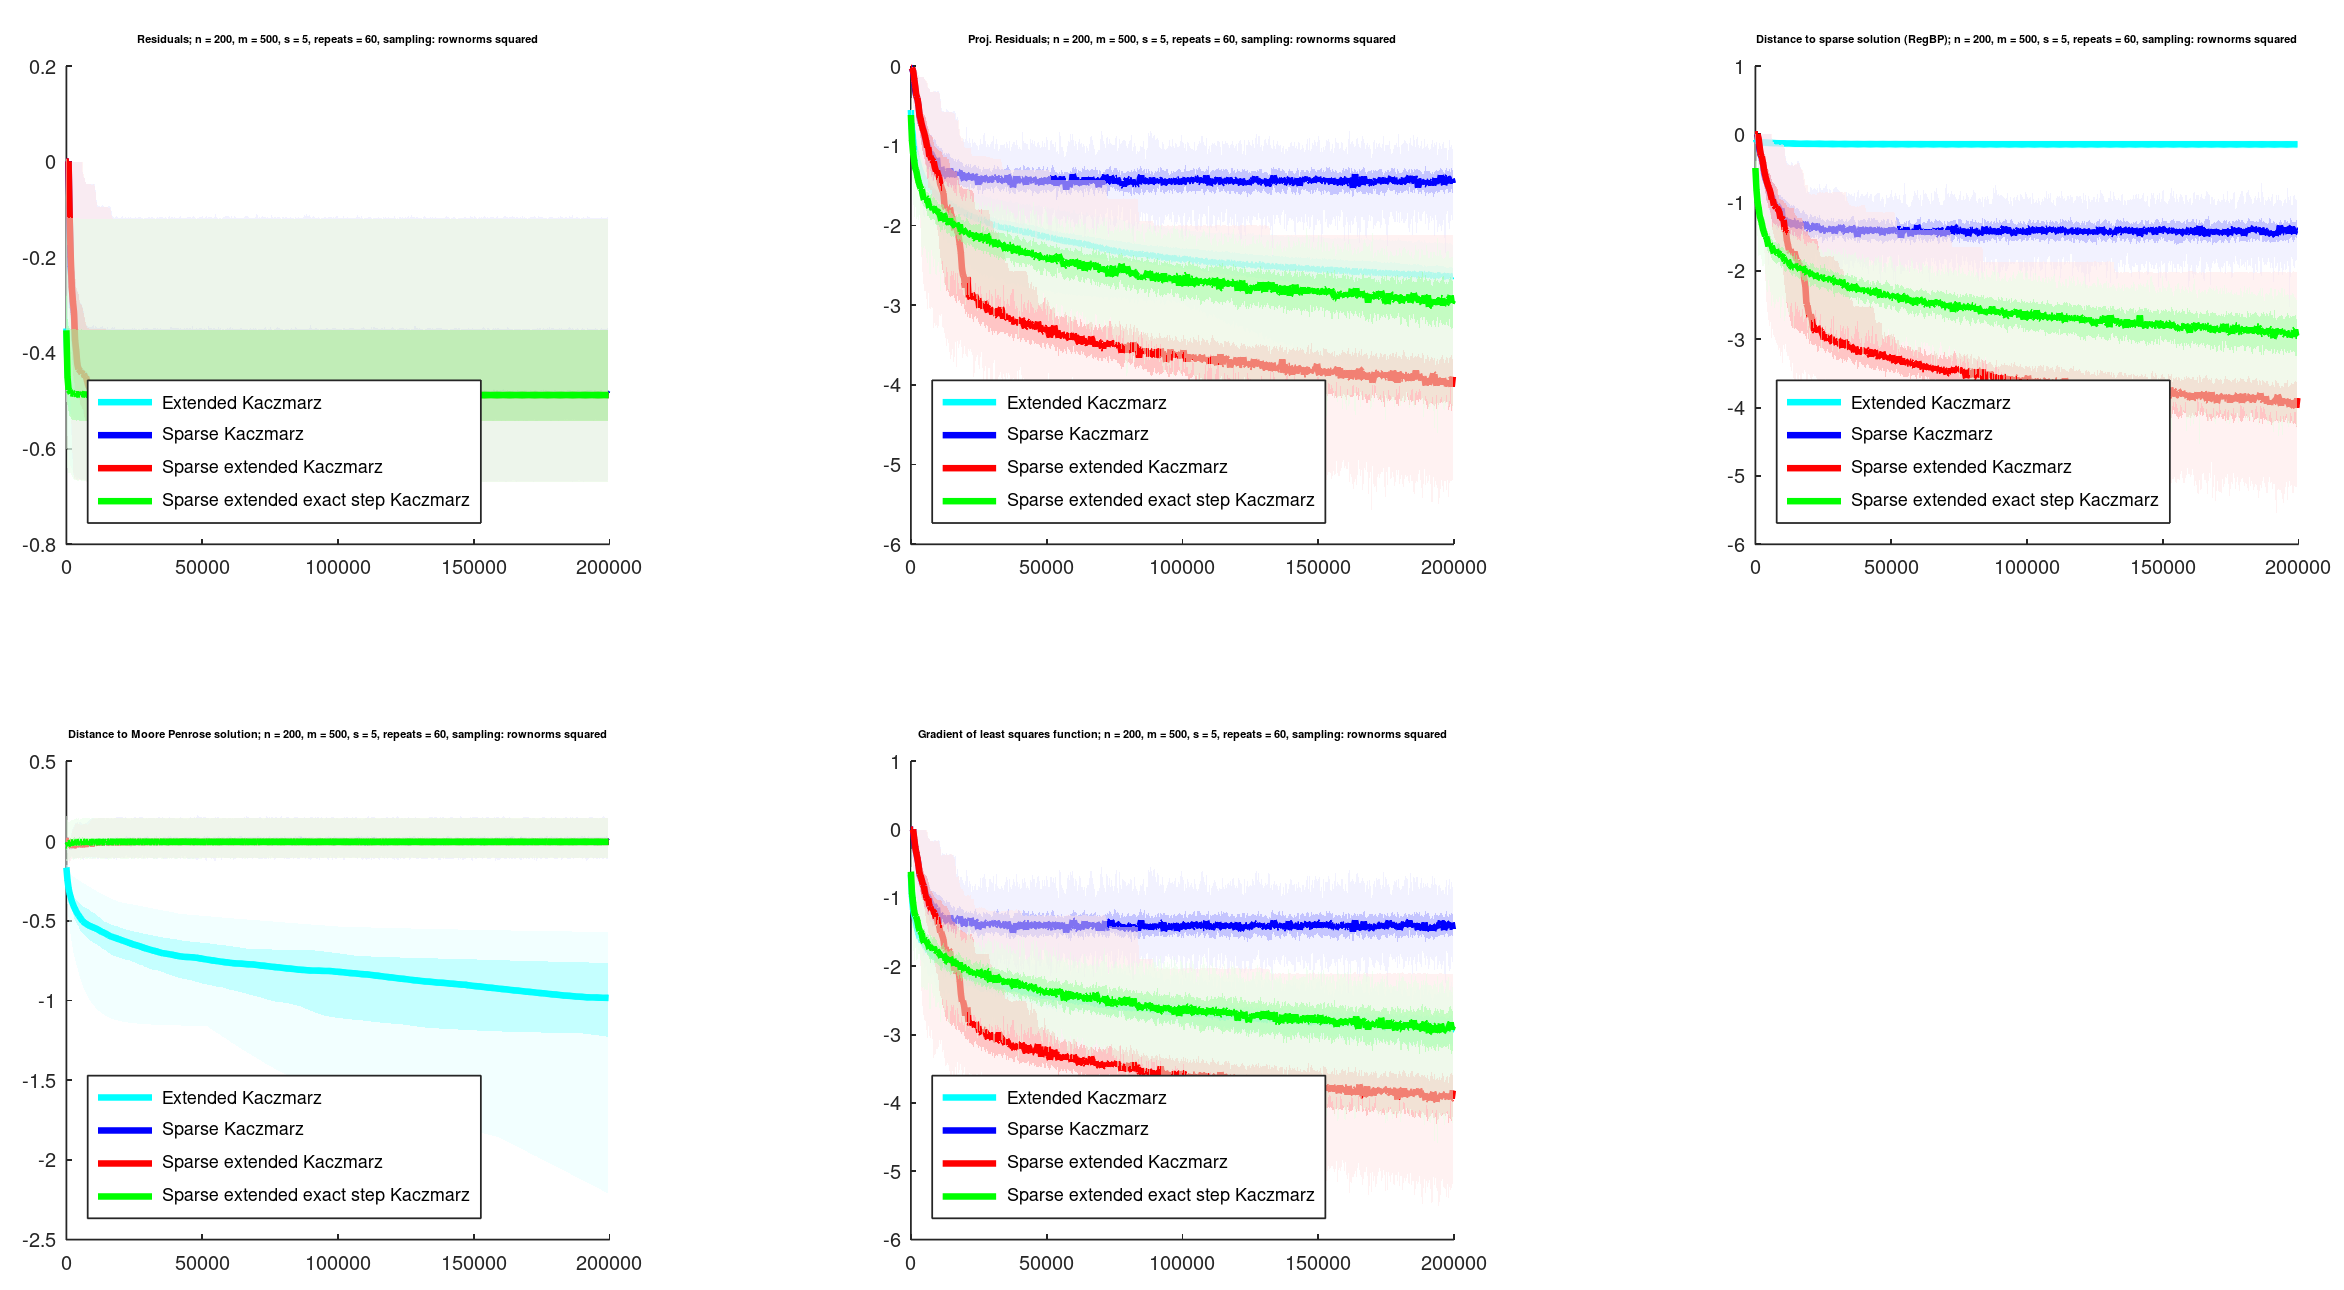 Residuals; n = 200, m = 500, s = 5, repeats = 60, sampling: rownorms squared
0.2
0
-0.2
-0.4
-0.6
-0.8
0 50000 100000 150000 200000
Extended Kaczmarz
Sparse Kaczmarz
Sparse extended Kaczmarz
Sparse extended exact step Kaczmarz
Proj. Residuals; n = 200, m = 500, s = 5, repeats = 60, sampling: rownorms squared
0
-1
-2
-3
-4
-5
-6
0 50000 100000 150000 200000
Extended Kaczmarz
Sparse Kaczmarz
Sparse extended Kaczmarz
Sparse extended exact step Kaczmarz
Distance to sparse solution (RegBP); n = 200, m = 500, s = 5, repeats = 60, sampling: rownorms squared
1
0
-1
-2
-3
-4
-5
-6
0 50000 100000 150000 200000
Extended Kaczmarz
Sparse Kaczmarz
Sparse extended Kaczmarz
Sparse extended exact step Kaczmarz
Distance to Moore Penrose solution; n = 200, m = 500, s = 5, repeats = 60, sampling: rownorms squared
0.5
0
-0.5
-1
-1.5
-2
-2.5
0 50000 100000 150000 200000
Extended Kaczmarz
Sparse Kaczmarz
Sparse extended Kaczmarz
Sparse extended exact step Kaczmarz
Gradient of least squares function; n = 200, m = 500, s = 5, repeats = 60, sampling: rownorms squared
1
0
-1
-2
-3
-4
-5
-6
0 50000 100000 150000 200000
Extended Kaczmarz
Sparse Kaczmarz
Sparse extended Kaczmarz
Sparse extended exact step Kaczmarz